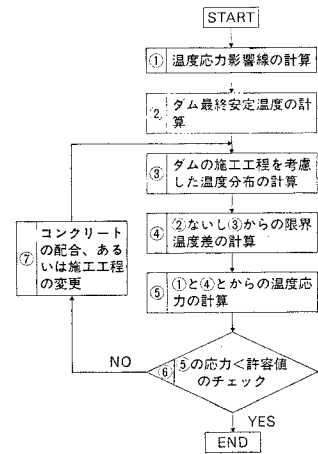 START
① 温度応力影響線の計算
② ダム最終安定温度の計
算
③ ダムの施工工程を考慮
した温度分布の計算
④ ②ないし③からの限界
温度差の計算
⑤ ①と④とからの温度応
力の計算
⑥ ⑤の応力<許容値
のチェック
NO
YES
END
⑦ コンクリート
の配合、ある
いは施工工程
の変更